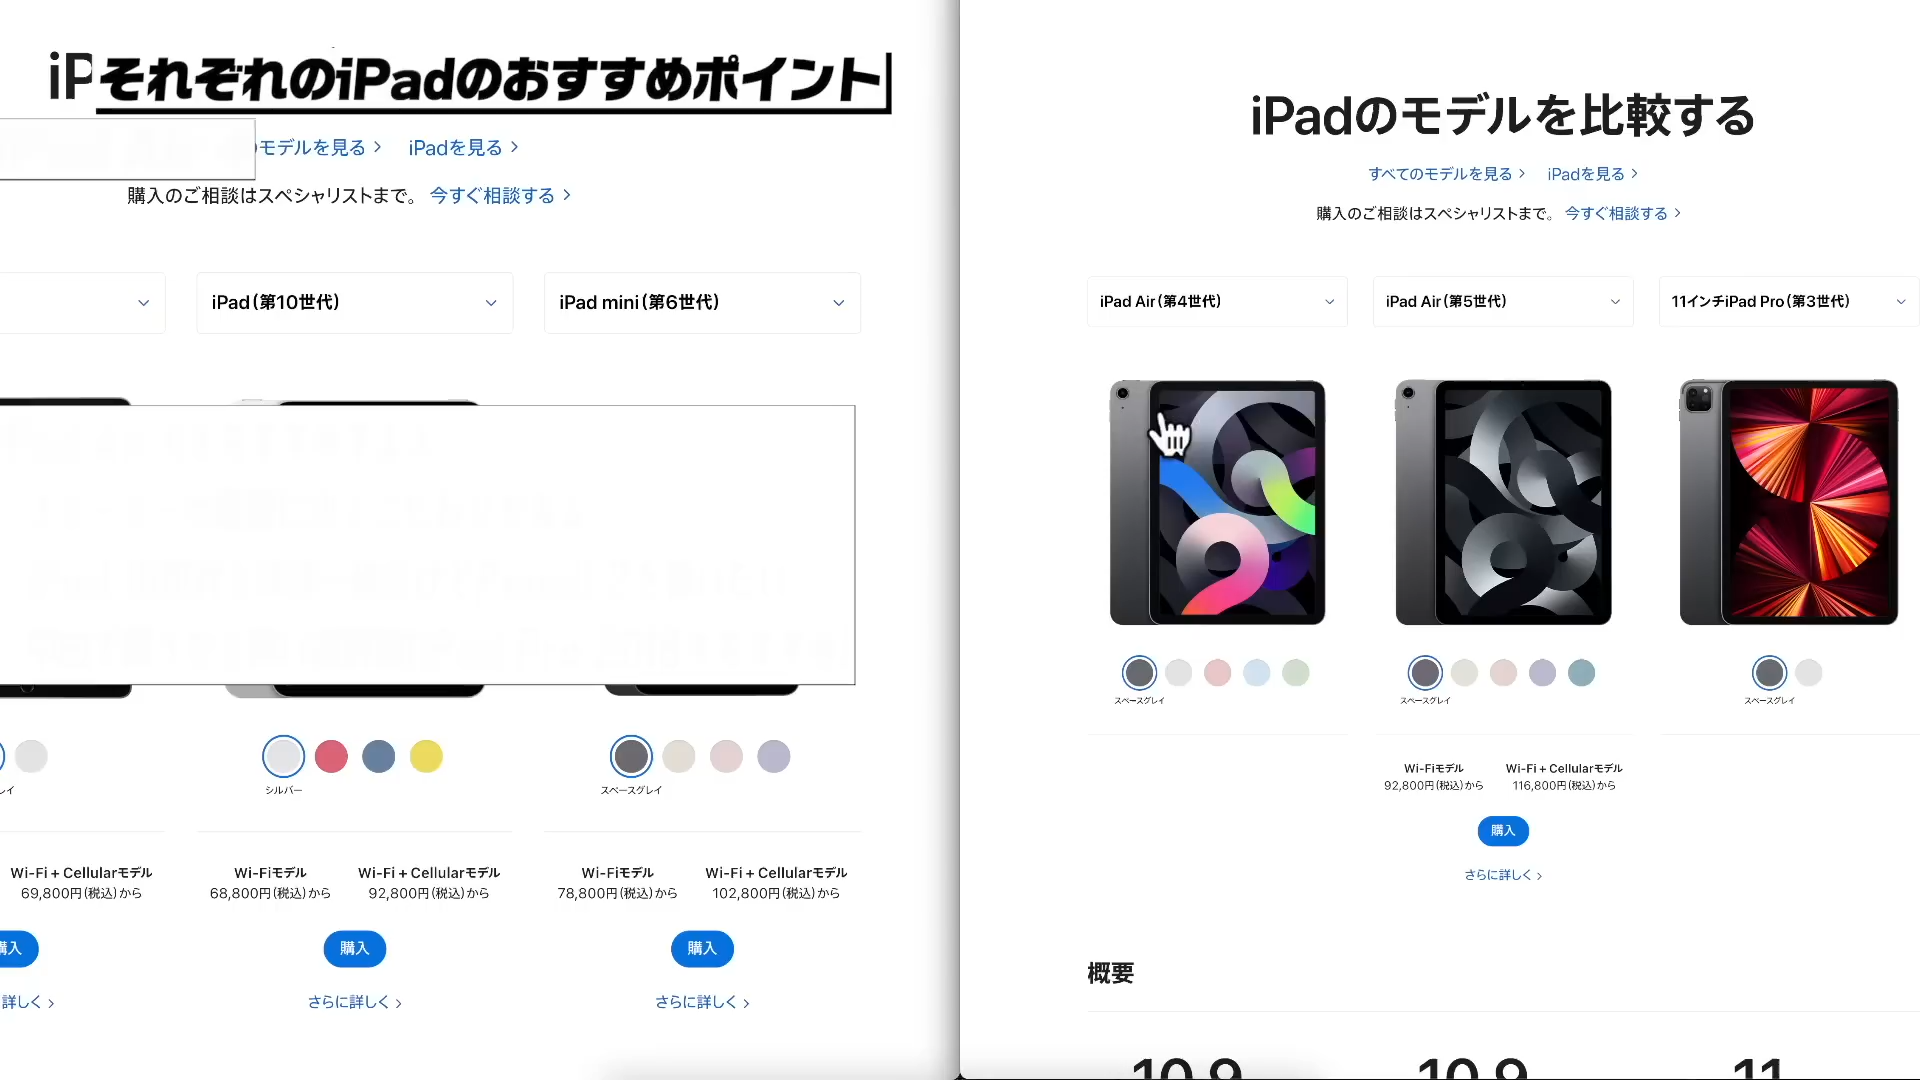 iP
それぞれのiPadのおすすめポイント
モデルを見る
iPadを見る
購入のご相談はスペシャリストまで。 今すぐ相談する
iPad(第10世代)
iPad mini(第6世代)
シルバー
スペースグレイ
Wi-Fi + Cellularモデル
69,800円(税込)から
Wi-Fiモデル
68,800円(税込)から
Wi-Fi + Cellularモデル
92,800円(税込)から
Wi-Fiモデル
78,800円(税込)から
Wi-Fi + Cellularモデル
102,800円(税込)から
購入
購入
購入
詳しく
さらに詳しく
さらに詳しく
iPadのモデルを比較する
すべてのモデルを見る
iPadを見る
購入のご相談はスペシャリストまで。 今すぐ相談する
iPad Air(第4世代)
iPad Air(第5世代)
11インチiPad Pro(第3世代)
スペースグレイ
スペースグレイ
スペースグレイ
Wi-Fiモデル
92,800円(税込)から
Wi-Fi + Cellularモデル
116,800円(税込)から
購入
さらに詳しく
概要
10.9
10.9
11